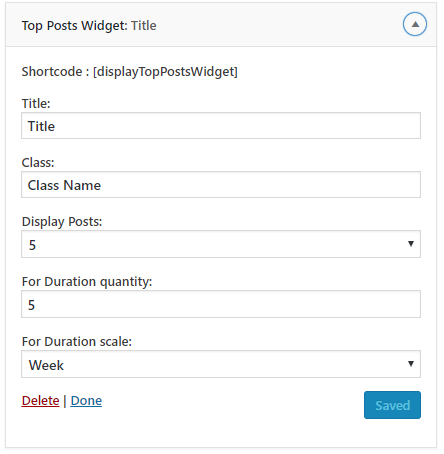 Top Posts Widget: Title
Shortcode : [displayTopPostsWidget]
Title:
Title
Class:
Class Name
Display Posts:
5
For Duration quantity:
5
For Duration scale:
Week
Delete | Done
Saved